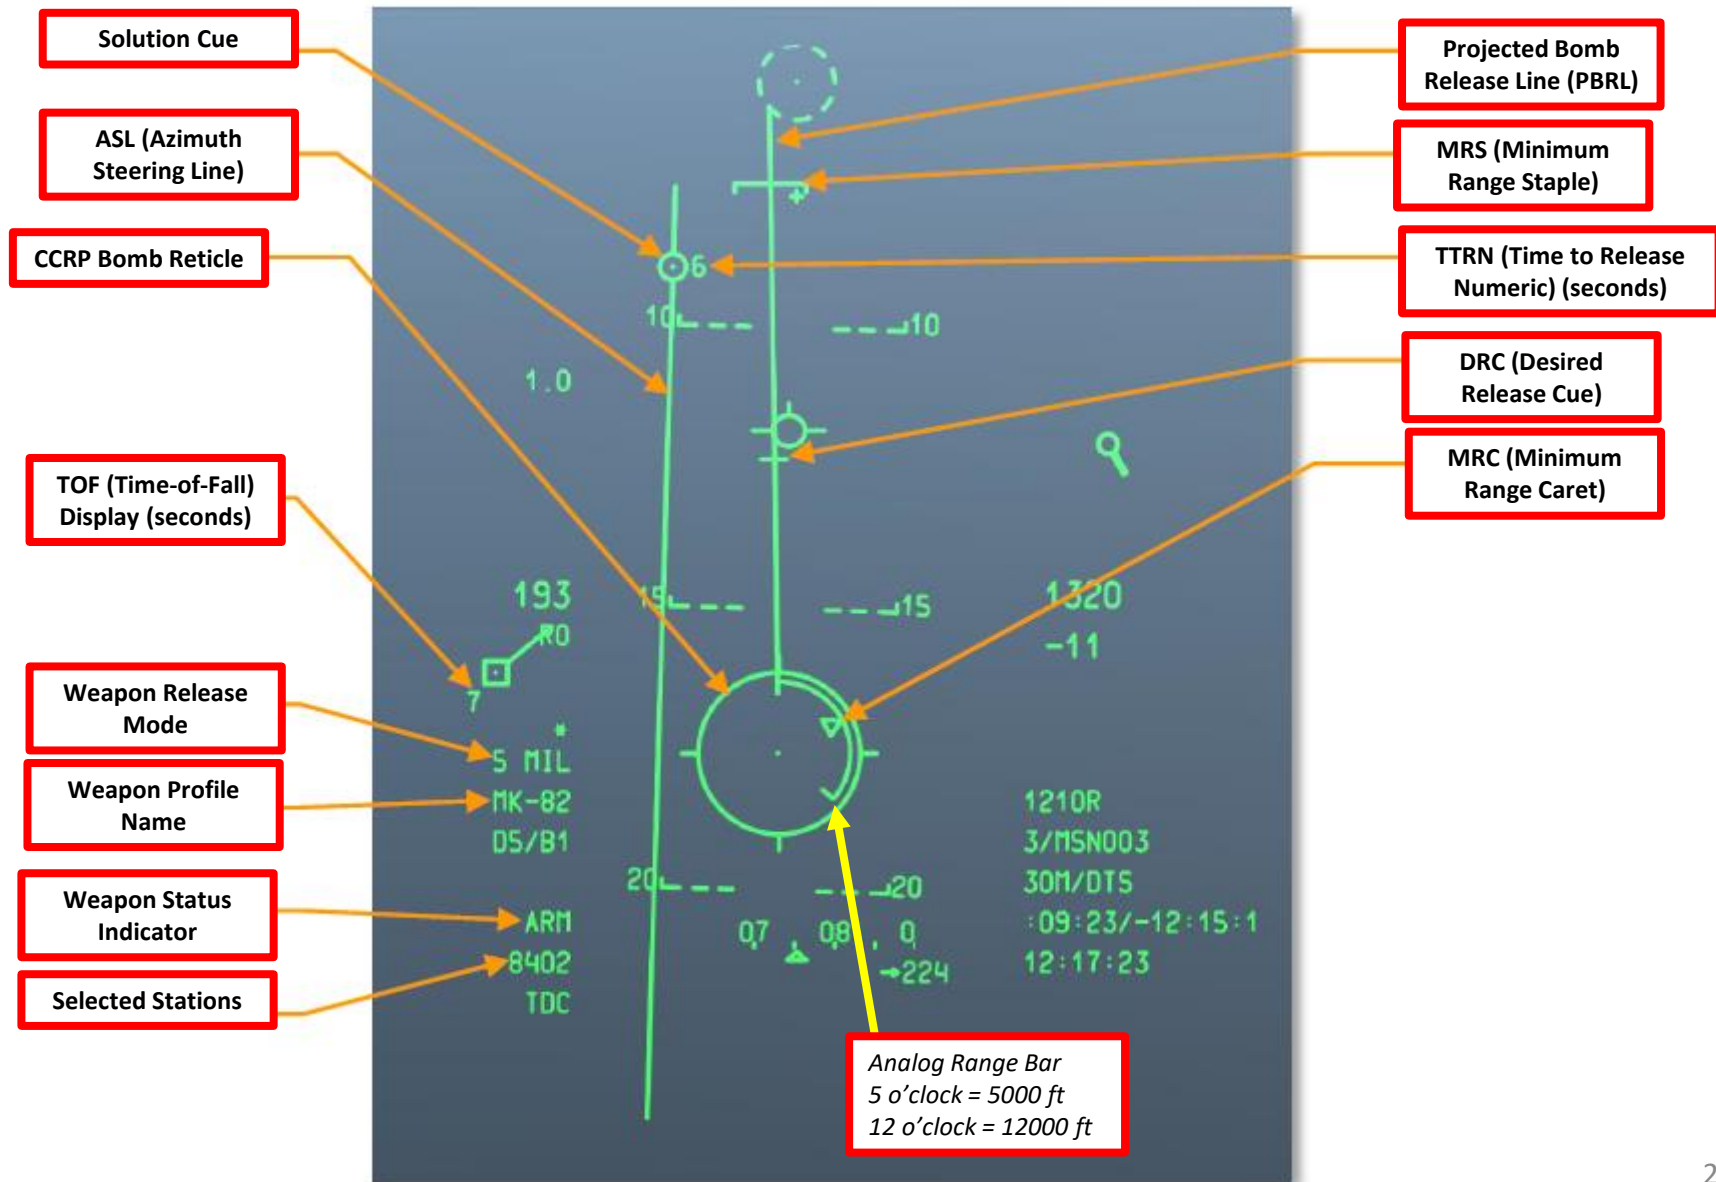 Solution Cue
ASL (Azimuth
Steering Line)
CCRP Bomb Reticle
TOF (Time-of-Fall)
Display (seconds)
Weapon Release
Mode
Weapon Profile
Name
Weapon Status
Indicator
Selected Stations
Projected Bomb
Release Line (PBRL)
MRS (Minimum
Range Staple)
TTRN (Time to Release
Numeric) (seconds)
DRC (Desired
Release Cue)
MRC (Minimum
Range Caret)
6
10 10
1.0
193
RO
15 15
1320
-11
7
*
5 MIL
MK-82
D5/B1
ARM
8402
TDC
20 20
07 08 0
→224
1210R
3/MSN003
30M/DTS
:09:23/-12:15:1
12:17:23
Analog Range Bar
5 o’clock = 5000 ft
12 o’clock = 12000 ft
2